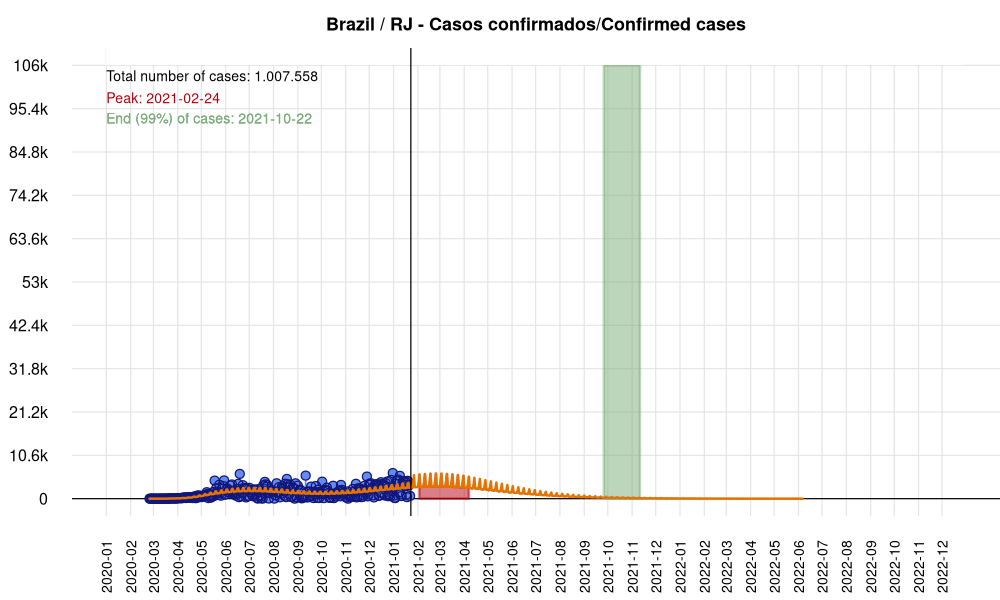 Brazil / RJ - Casos confirmados/Confirmed cases
Total number of cases: 1.007.558
Peak: 2021-02-24
End (99%) of cases: 2021-10-22
106k
95.4k
84.8k
74.2k
63.6k
53k
42.4k
31.8k
21.2k
10.6k
0
2020-01
2020-02
2020-03
2020-04
2020-05
2020-06
2020-07
2020-08
2020-09
2020-10
2020-11
2020-12
2021-01
2021-02
2021-03
2021-04
2021-05
2021-06
2021-07
2021-08
2021-09
2021-10
2021-11
2021-12
2022-01
2022-02
2022-03
2022-04
2022-05
2022-06
2022-07
2022-08
2022-09
2022-10
2022-11
2022-12